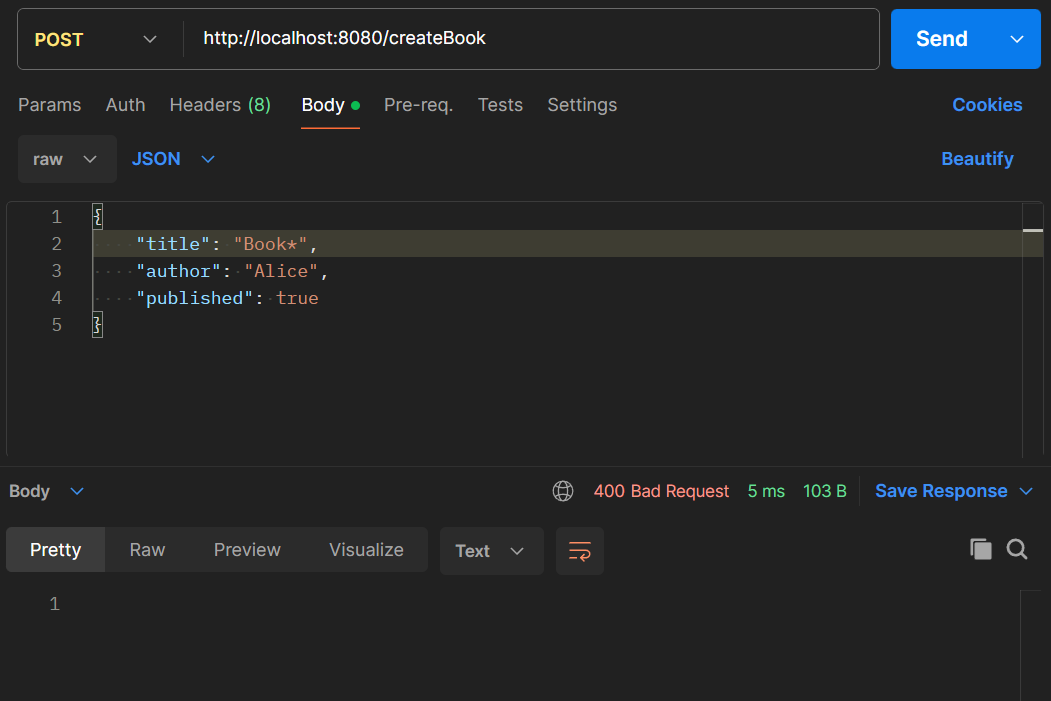 POST http://localhost:8080/createBook Send
Params Auth Headers (8) Body Pre-req. Tests Settings Cookies
raw JSON Beautify
1 {
2 "title": "Book*",
3 "author": "Alice",
4 "published": true
5 }
Body 400 Bad Request 5 ms 103 B Save Response
Pretty Raw Preview Visualize Text
1